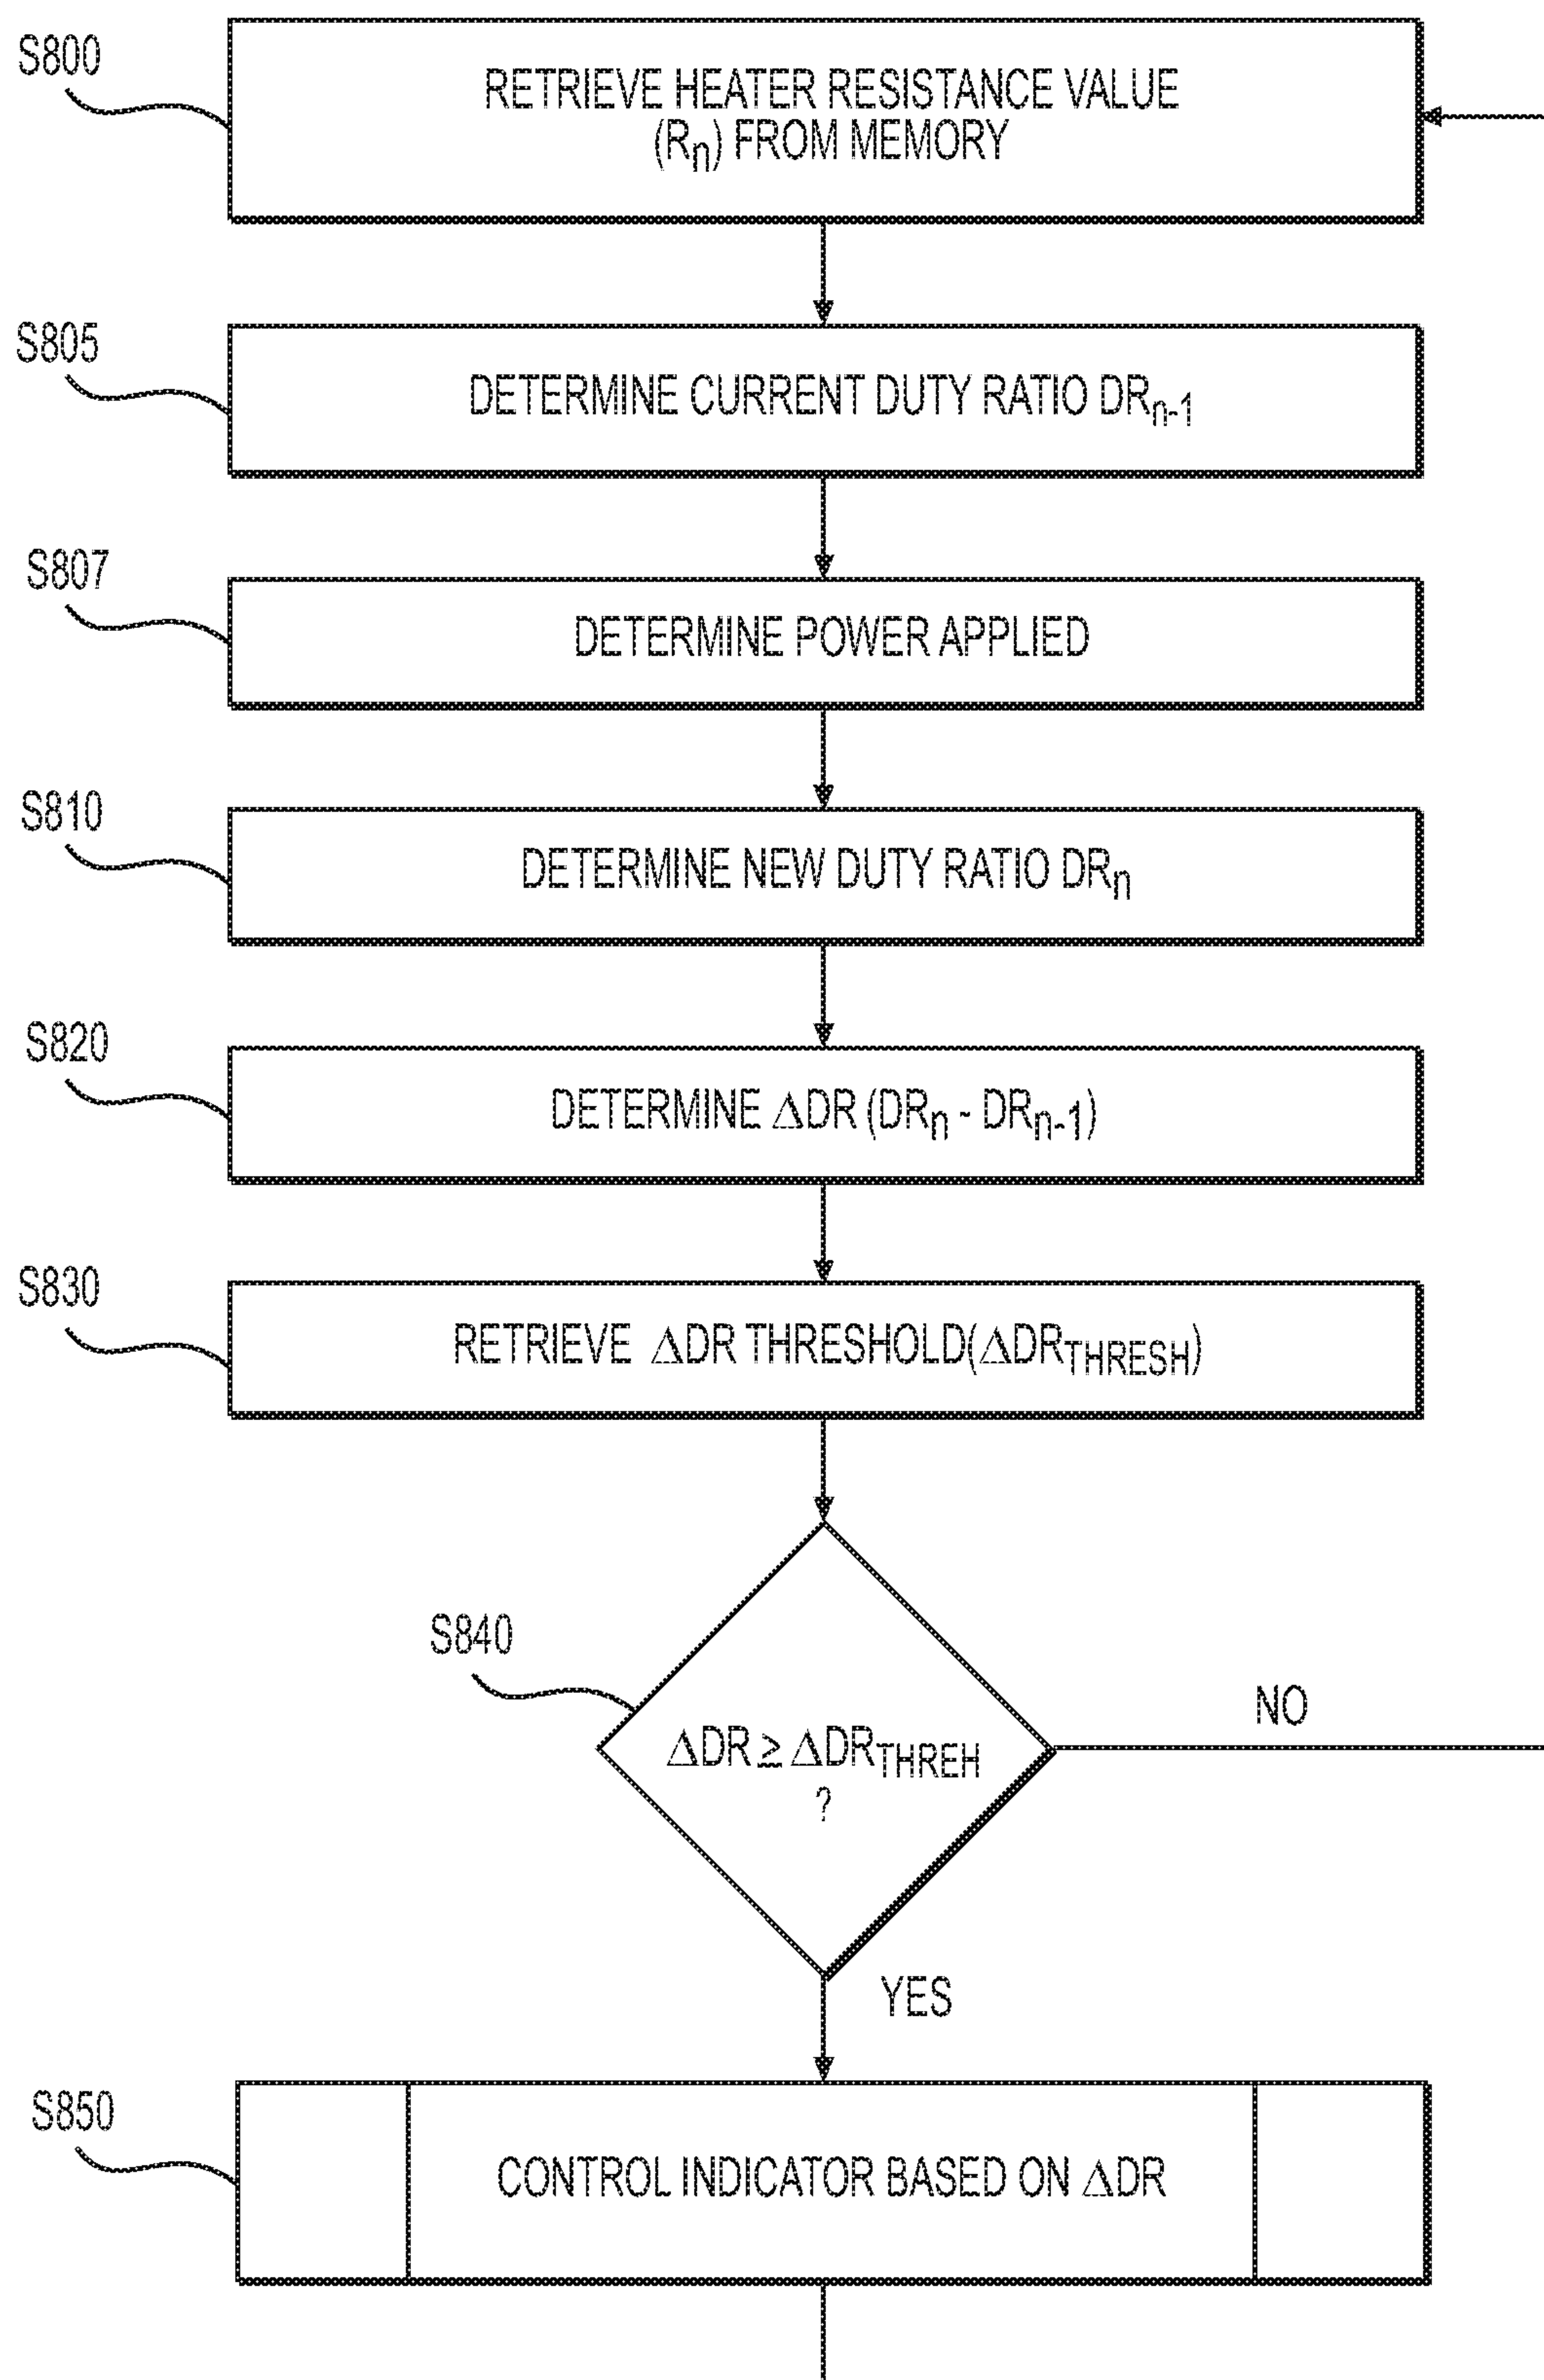 S800
RETRIEVE HEATER RESISTANCE VALUE
(Rn) FROM MEMORY
S805
DETERMINE CURRENT DUTY RATIO DRn-1
S807
DETERMINE POWER APPLIED
S810
DETERMINE NEW DUTY RATIO DRn
S820
DETERMINE ΔDR (DRn - DRn-1)
S830
RETRIEVE ΔDR THRESHOLD(ΔDRTHRESH)
S840
ΔDR ≥ ΔDRTHREH
?
NO
YES
S850
CONTROL INDICATOR BASED ON ΔDR